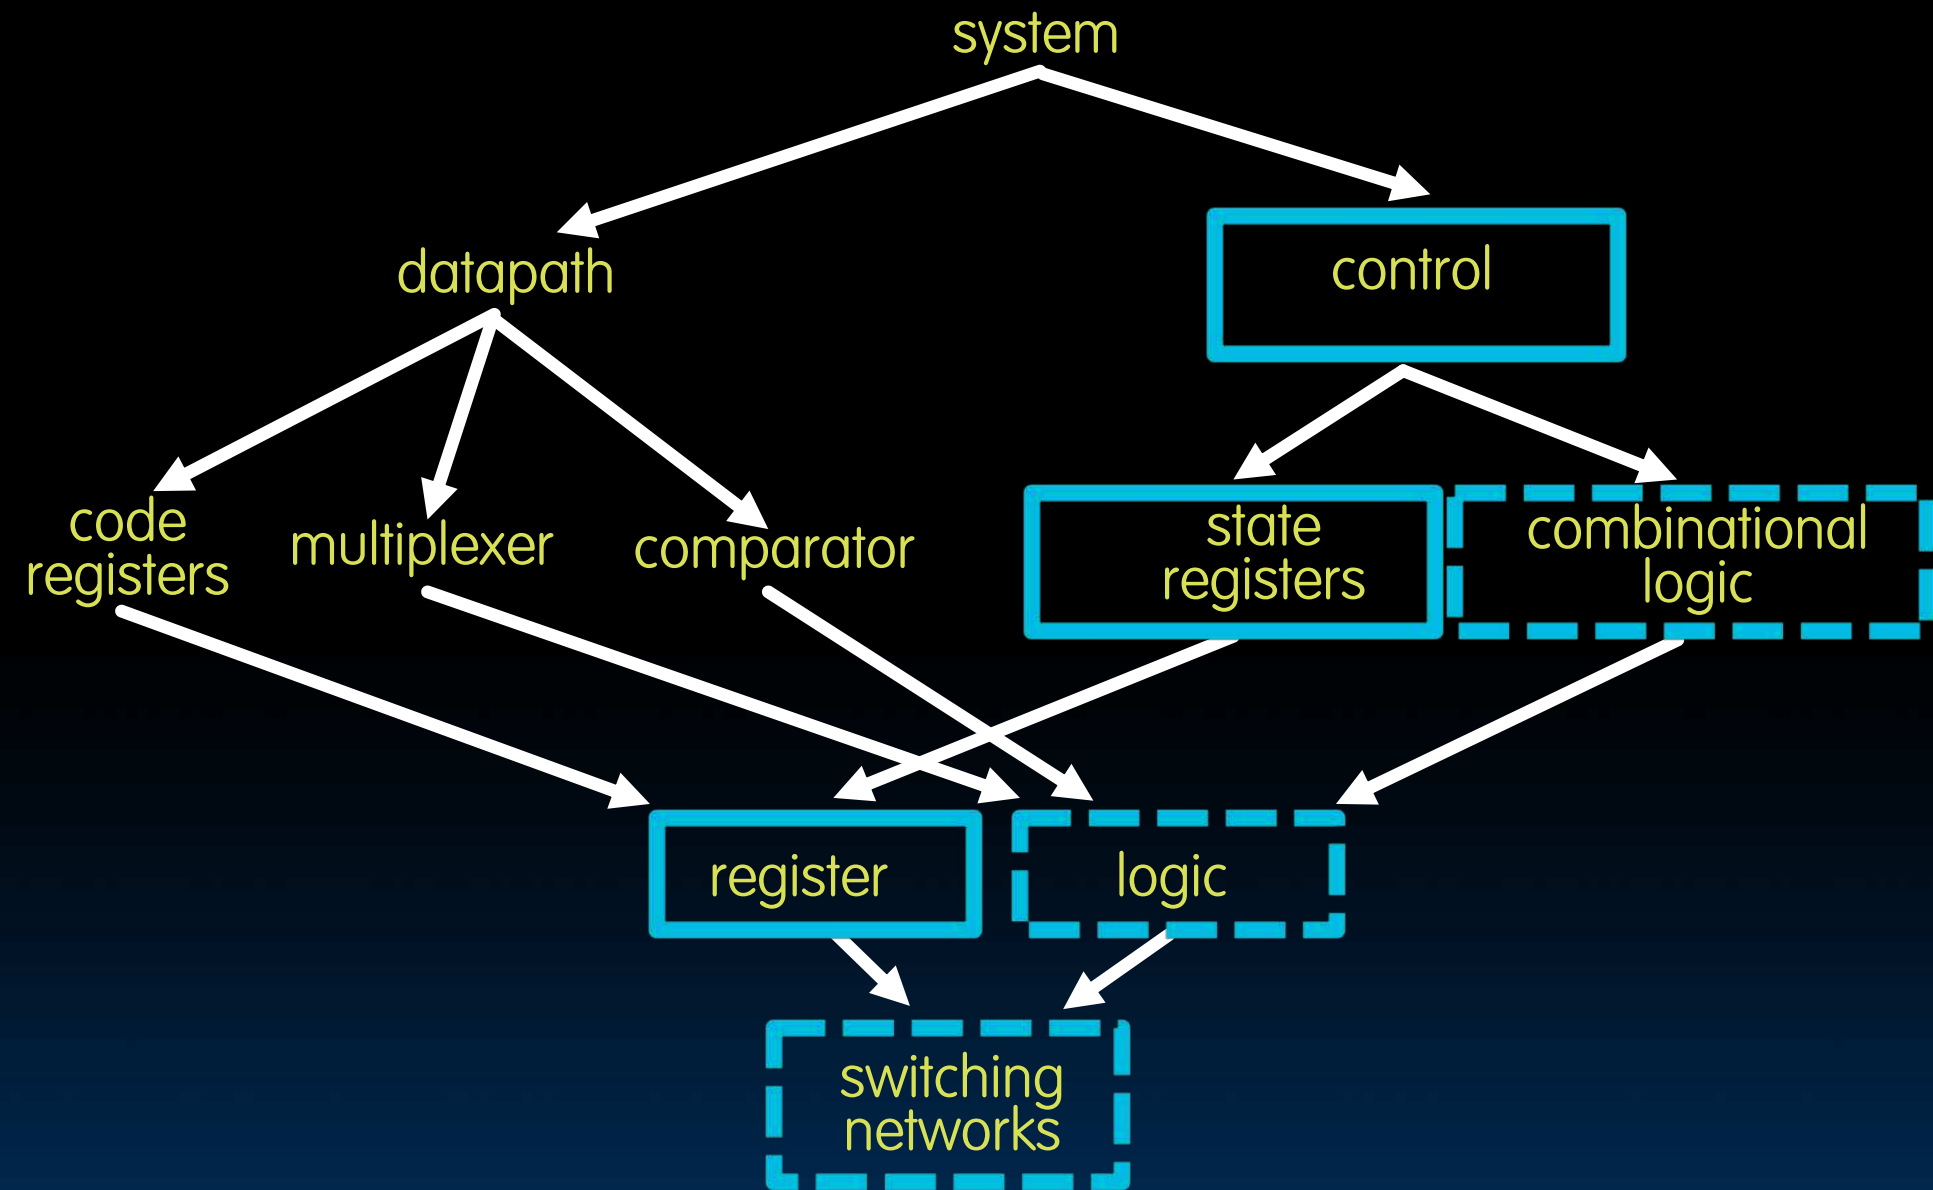 system
datapath
control
code
registers
multiplexer
comparator
state
registers
combinational
logic
register
logic
switching
networks